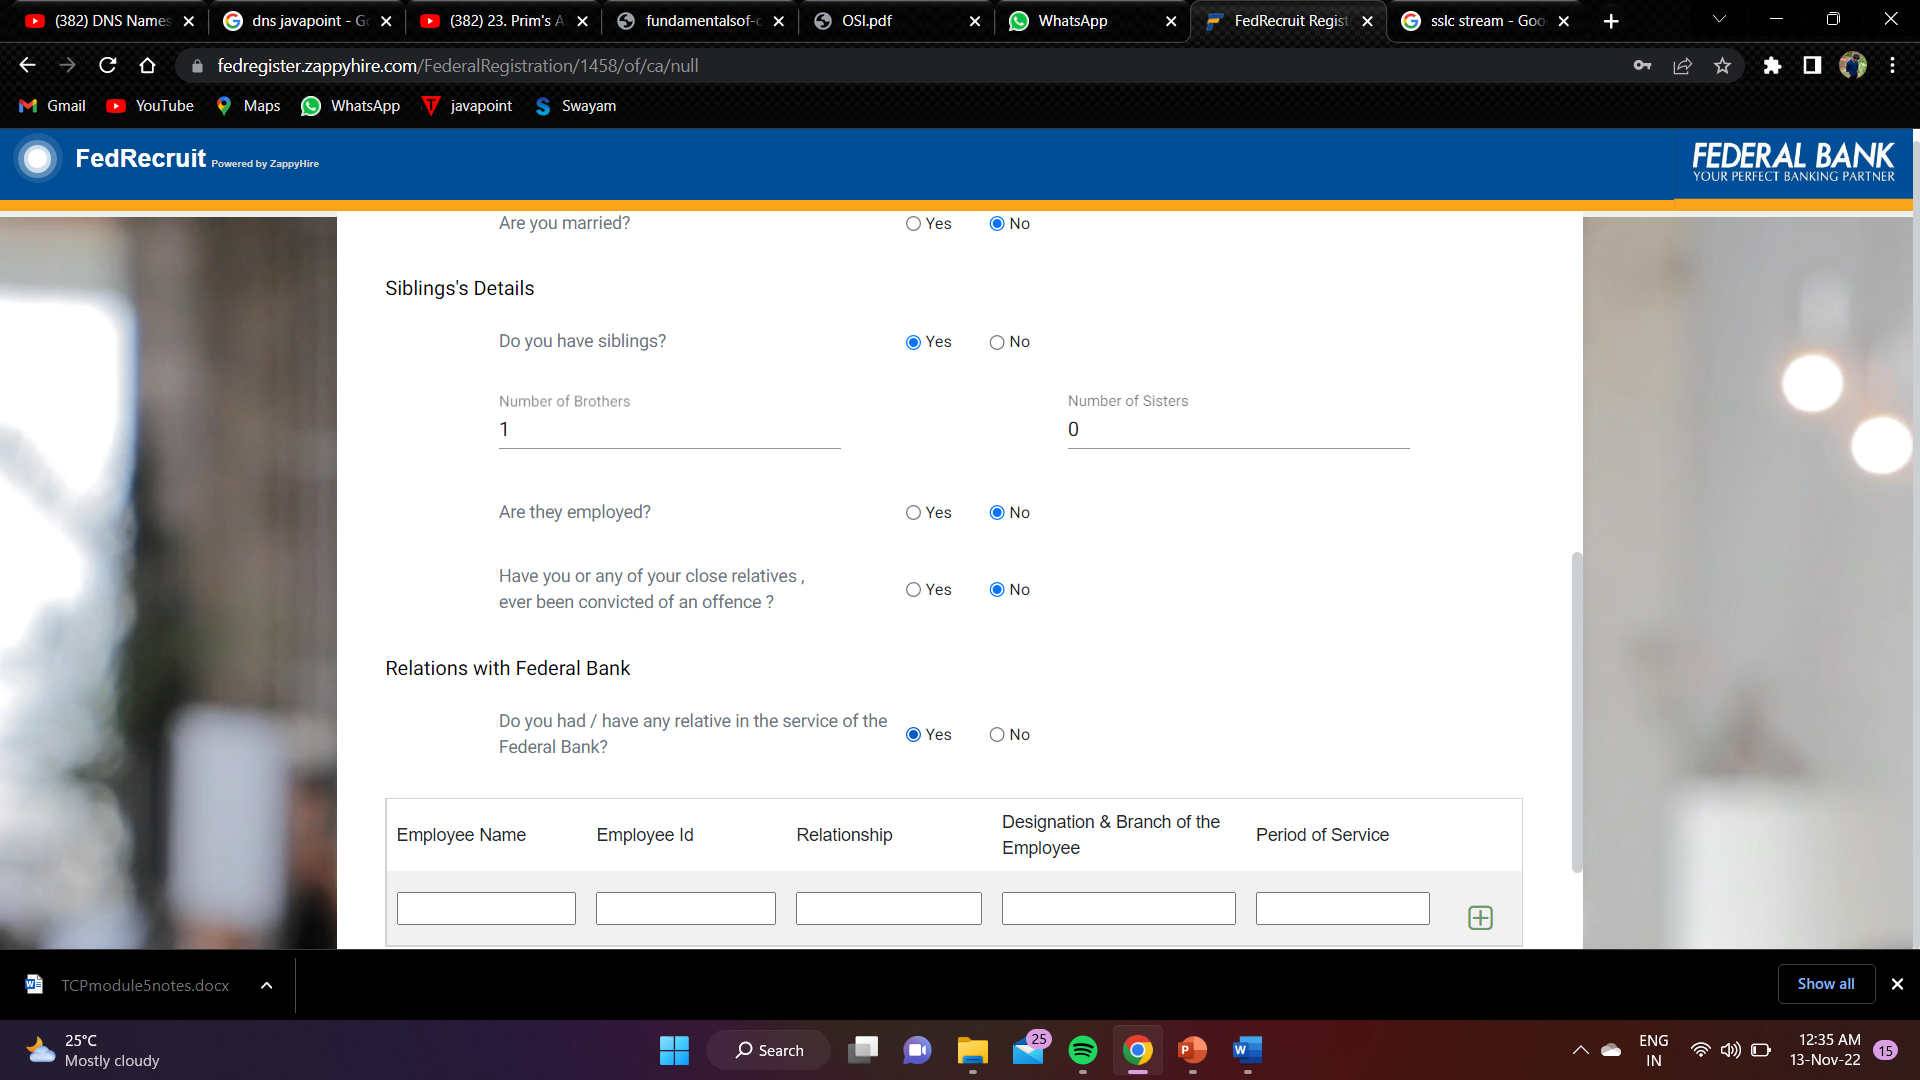 (382) DNS Names
dns javapoint - G
(382) 23. Prim's A
fundamentalsof-c
OSI.pdf
WhatsApp
FedRecruit Regist
sslc stream - Goo
fedregister.zappyhire.com/FederalRegistration/1458/of/ca/null
Gmail
YouTube
Maps
WhatsApp
javapoint
Swayam
FedRecruit Powered by ZappyHire
FEDERAL BANK
YOUR PERFECT BANKING PARTNER
Are you married? Yes No
Siblings's Details
Do you have siblings? Yes No
Number of Brothers Number of Sisters
1 0
Are they employed? Yes No
Have you or any of your close relatives ,
ever been convicted of an offence ? Yes No
Relations with Federal Bank
Do you had / have any relative in the service of the
Federal Bank? Yes No
Employee Name
Employee Id
Relationship
Designation & Branch of the
Employee
Period of Service
TCPmodule5notes.docx
Show all
25°C
Mostly cloudy
Search
25
ENG
IN
12:35 AM
13-Nov-22
15